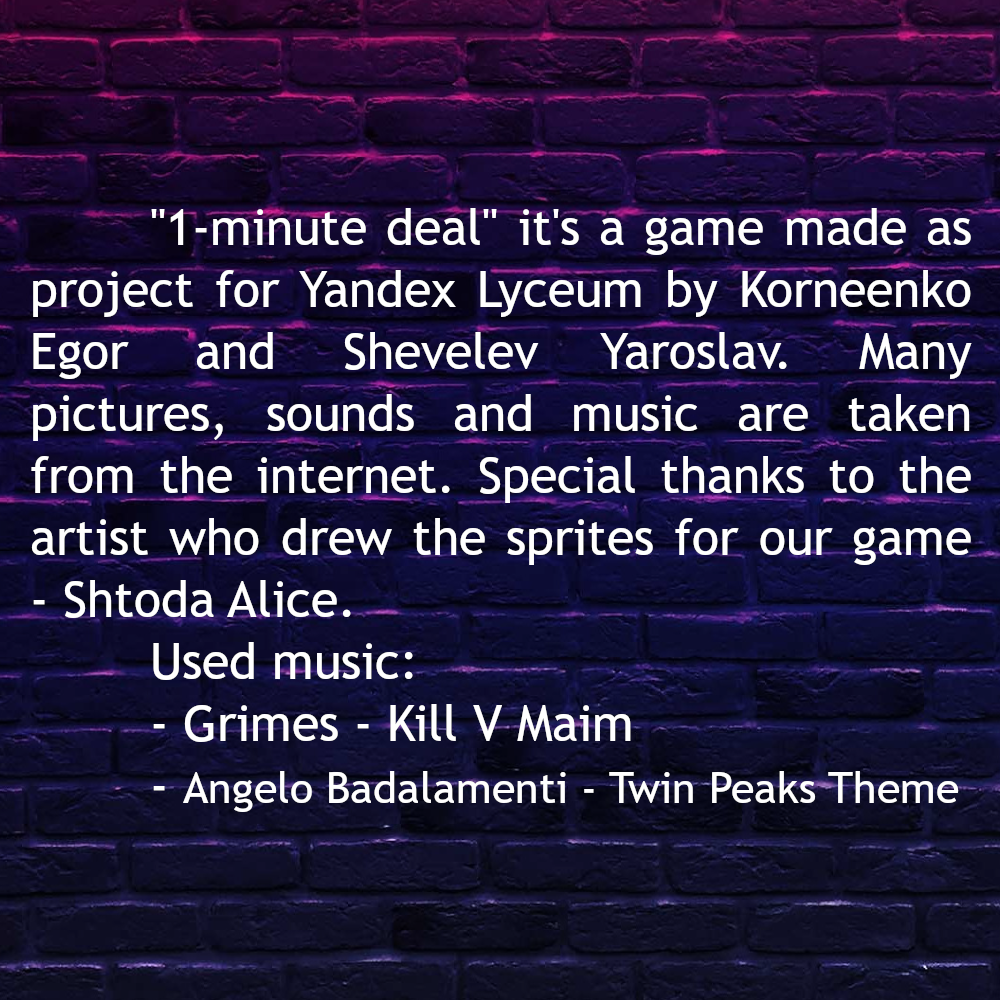 "1-minute deal" it's a game made as
project for Yandex Lyceum by Korneenko
Egor and Shevelev Yaroslav. Many
pictures, sounds and music are taken
from the internet. Special thanks to the
artist who drew the sprites for our game
- Shtoda Alice.
Used music:
- Grimes - Kill V Maim
- Angelo Badalamenti - Twin Peaks Theme